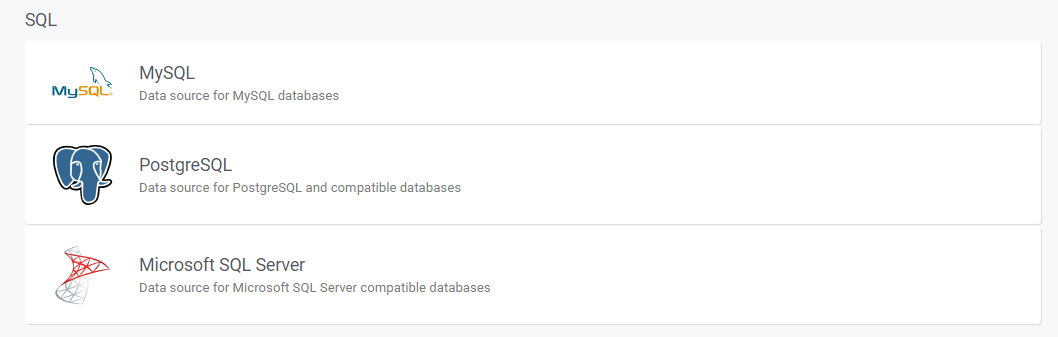 SQL
MySQL
MySQL
Data source for MySQL databases
PostgreSQL
Data source for PostgreSQL and compatible databases
Microsoft SQL Server
Data source for Microsoft SQL Server compatible databases